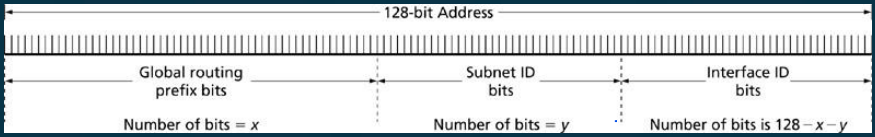 128-bit Address
Global routing
prefix bits
Subnet ID
bits
Interface ID
bits
Number of bits = x
Number of bits = y
Number of bits is 128 – x – y